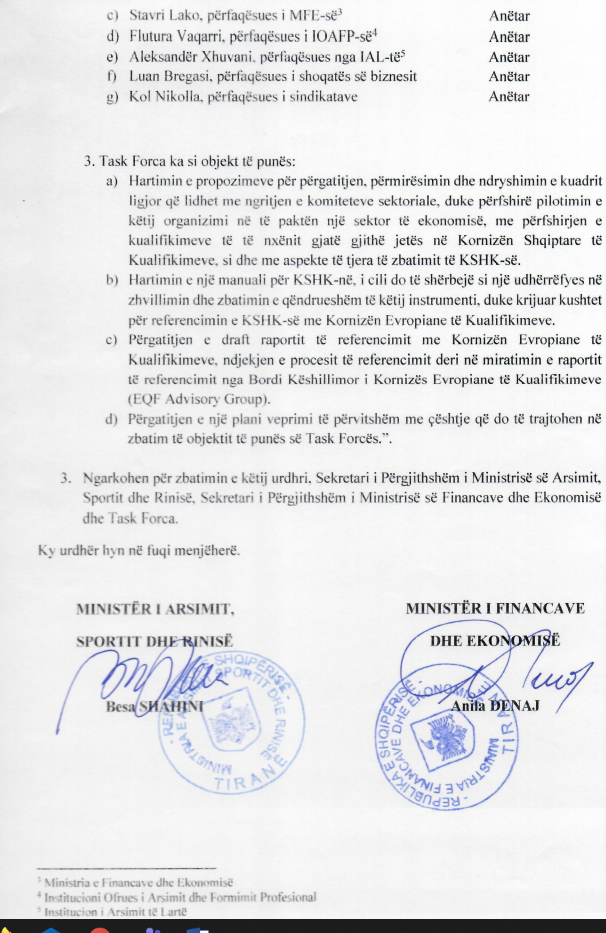 c) Stavri Lako, përfaqësues i MFE-së³ Anëtar
d) Flutura Vaqarri, përfaqësues i IOAFP-së⁴ Anëtar
e) Aleksandër Xhuvani, përfaqësues nga IAL-të⁵ Anëtar
f) Luan Bregasi, përfaqësues i shoqatës së biznesit Anëtar
g) Kol Nikolla, përfaqësues i sindikatave Anëtar
3. Task Forca ka si objekt të punës:
a) Hartimin e propozimeve për përgatitjen, përmirësimin dhe ndryshimin e kuadrit
ligjor që lidhet me ngritjen e komiteteve sektoriale, duke përfshirë pilotimin e
këtij organizimi në të paktën një sektor të ekonomisë, me përfshirjen e
kualifikimeve të të nxënit gjatë gjithë jetës në Kornizën Shqiptare të
Kualifikimeve, si dhe me aspekte të tjera të zbatimit të KSHK-së.
b) Hartimin e një manuali për KSHK-në, i cili do të shërbejë si një udhërrëfyes në
zhvillimin dhe zbatimin e qëndrueshëm të këtij instrumenti, duke krijuar kushtet
për referencimin e KSHK-së me Kornizën Evropiane të Kualifikimeve.
c) Përgatitjen e draft raportit të referencimit me Kornizën Evropiane të
Kualifikimeve, ndjekjen e procesit të referencimit deri në miratimin e raportit
të referencimit nga Bordi Këshillimor i Kornizës Evropiane të Kualifikimeve
(EQF Advisory Group).
d) Përgatitjen e një plani veprimi të përvitshëm me çështje që do të trajtohen në
zbatim të objektit të punës së Task Forcës.”.
3. Ngarkohen për zbatimin e këtij urdhri, Sekretari i Përgjithshëm i Ministrisë së Arsimit,
Sportit dhe Rinisë, Sekretari i Përgjithshëm i Ministrisë së Financave dhe Ekonomisë
dhe Task Forca.
Ky urdhër hyn në fuqi menjëherë.
MINISTËR I ARSIMIT, MINISTËR I FINANCAVE
SPORTIT DHE RINISË DHE EKONOMISË
Besa SHAHINI Anila DENAJ
REPUBLIKA E SHQIPËRISË
MINISTRIA E FINANCAVE DHE EKONOMISË
TIRANË
TIRANË
³ Ministria e Financave dhe Ekonomisë
⁴ Institucioni Ofrues i Arsimit dhe Formimit Profesional
⁵ Institucion i Arsimit të Lartë